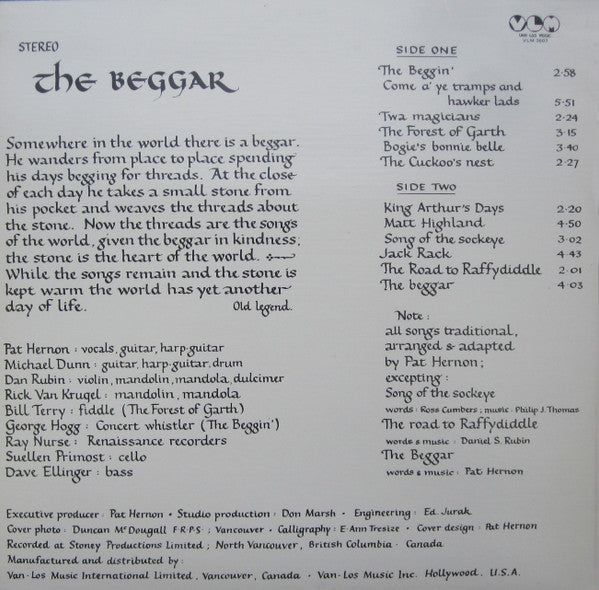 VLM
VAN-LOS MUSIC
VLM 3607
STEREO
The BEGGAR
Somewhere in the world there is a beggar.
He wanders from place to place spending
his days begging for threads. At the close
of each day he takes a small stone from
his pocket and weaves the threads about
the stone. Now the threads are the songs
of the world, given the beggar in kindness;
the stone is the heart of the world.
While the songs remain and the stone is
kept warm the world has yet another
day of life. Old legend.
Pat Hernon : vocals, guitar, harp-guitar
Michael Dunn : guitar, harp-guitar, drum
Dan Rubin : violin, mandolin, mandola, dulcimer
Rick Van Krugel : mandolin, mandola
Bill Terry : fiddle (The Forest of Garth)
George Hogg : Concert whistler (The Beggin')
Ray Nurse : Renaissance recorders
Suellen Primost : cello
Dave Ellinger : bass
SIDE ONE
The Beggin' 2·58
Come a' ye tramps and
hawker lads 5·51
Twa magicians 2·24
The Forest of Garth 3·15
Bogie's bonnie belle 3·40
The Cuckoo's nest 2·27
SIDE TWO
King Arthur's Days 2·20
Matt Highland 4·50
Song of the sockeye 3·02
Jack Rack 4·43
The Road to Raffydiddle 2·01
The beggar 4·03
Note :
all songs traditional,
arranged & adapted
by Pat Hernon ;
excepting :
Song of the sockeye
words : Ross Cumbers ; music : Philip J. Thomas
The road to Raffydiddle
words & music : Daniel S. Rubin
The Beggar
words & music : Pat Hernon
Executive producer : Pat Hernon · Studio production : Don Marsh · Engineering : Ed. Jurak
Cover photo : Duncan McDougall F·R·P·S· ; Vancouver · Calligraphy : E·Ann Tresize · Cover design : Pat Hernon
Recorded at Stoney Productions Limited ; North Vancouver, British Columbia · Canada
Manufactured and distributed by :
Van-Los Music International Limited, Vancouver, Canada · Van-Los Music Inc. Hollywood, U.S.A.